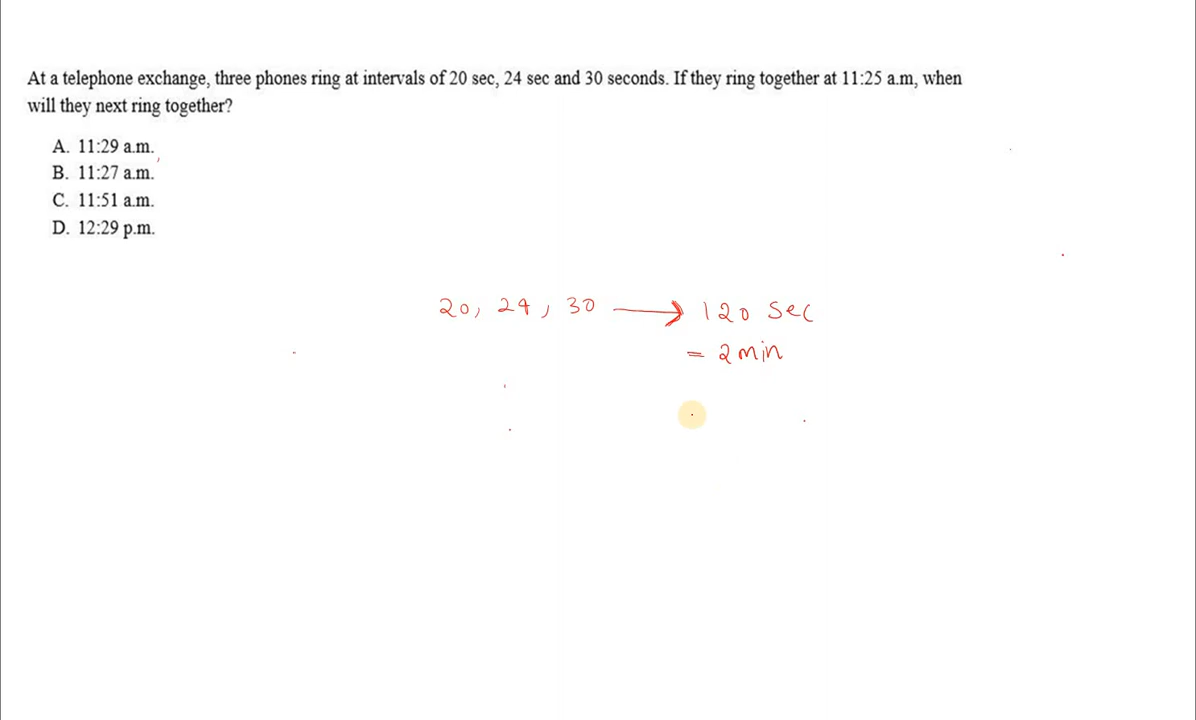 At a telephone exchange, three phones ring at intervals of 20 sec, 24 sec and 30 seconds. If they ring together at 11:25 a.m, when
will they next ring together?
A. 11:29 a.m.
B. 11:27 a.m.
C. 11:51 a.m.
D. 12:29 p.m.
20, 24, 30 → 120 sec
= 2 min